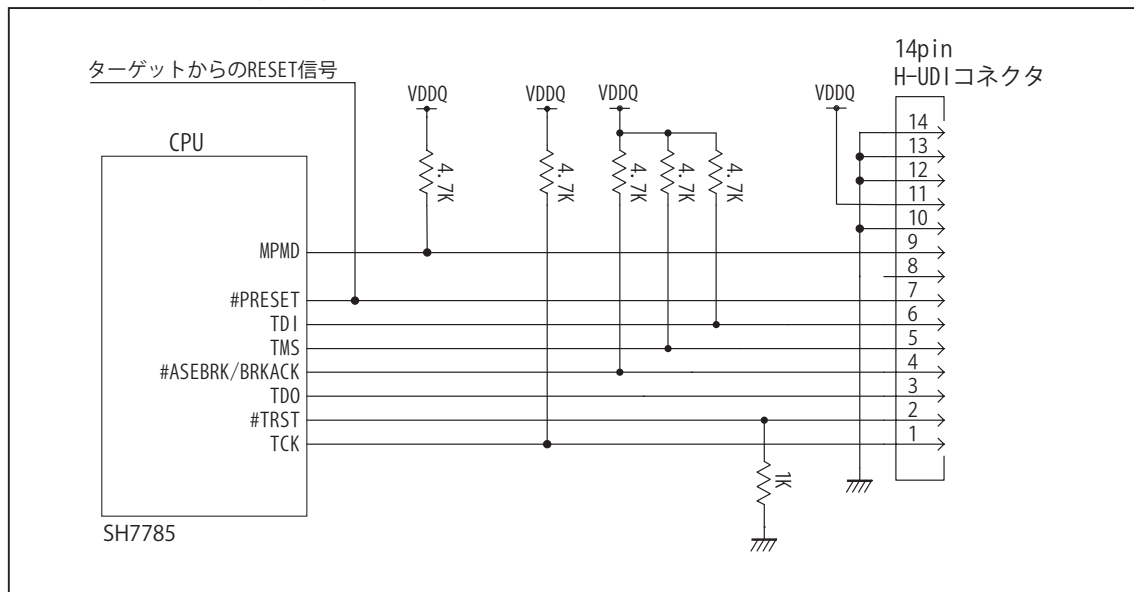 ターゲットからのRESET信号
CPU
VDDQ
VDDQ
VDDQ
VDDQ
14pin
H-UDIコネクタ
4.7K
4.7K
4.7K
4.7K
4.7K
14
13
12
11
10
MPMD
9
8
#PRESET
7
TDI
6
TMS
5
#ASEBRK/BRKACK
4
TDO
3
#TRST
2
TCK
1
1K
SH7785